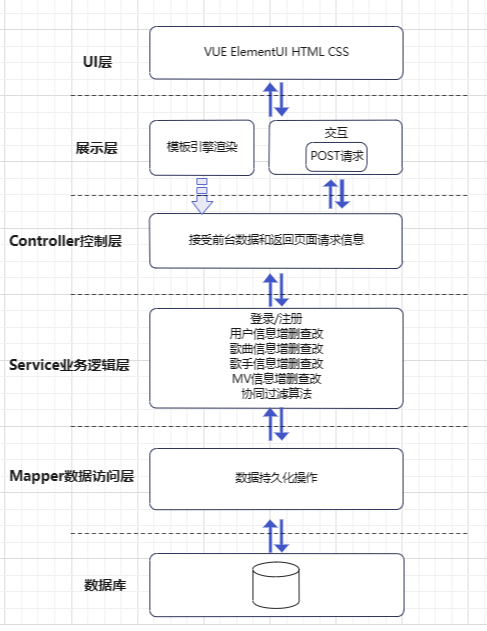 UI层
VUE ElementUI HTML CSS
展示层
模板引擎渲染
交互
POST请求
Controller控制层
接受前台数据和返回页面请求信息
Service业务逻辑层
登录/注册
用户信息增删查改
歌曲信息增删查改
歌手信息增删查改
MV信息增删查改
协同过滤算法
Mapper数据访问层
数据持久化操作
数据库